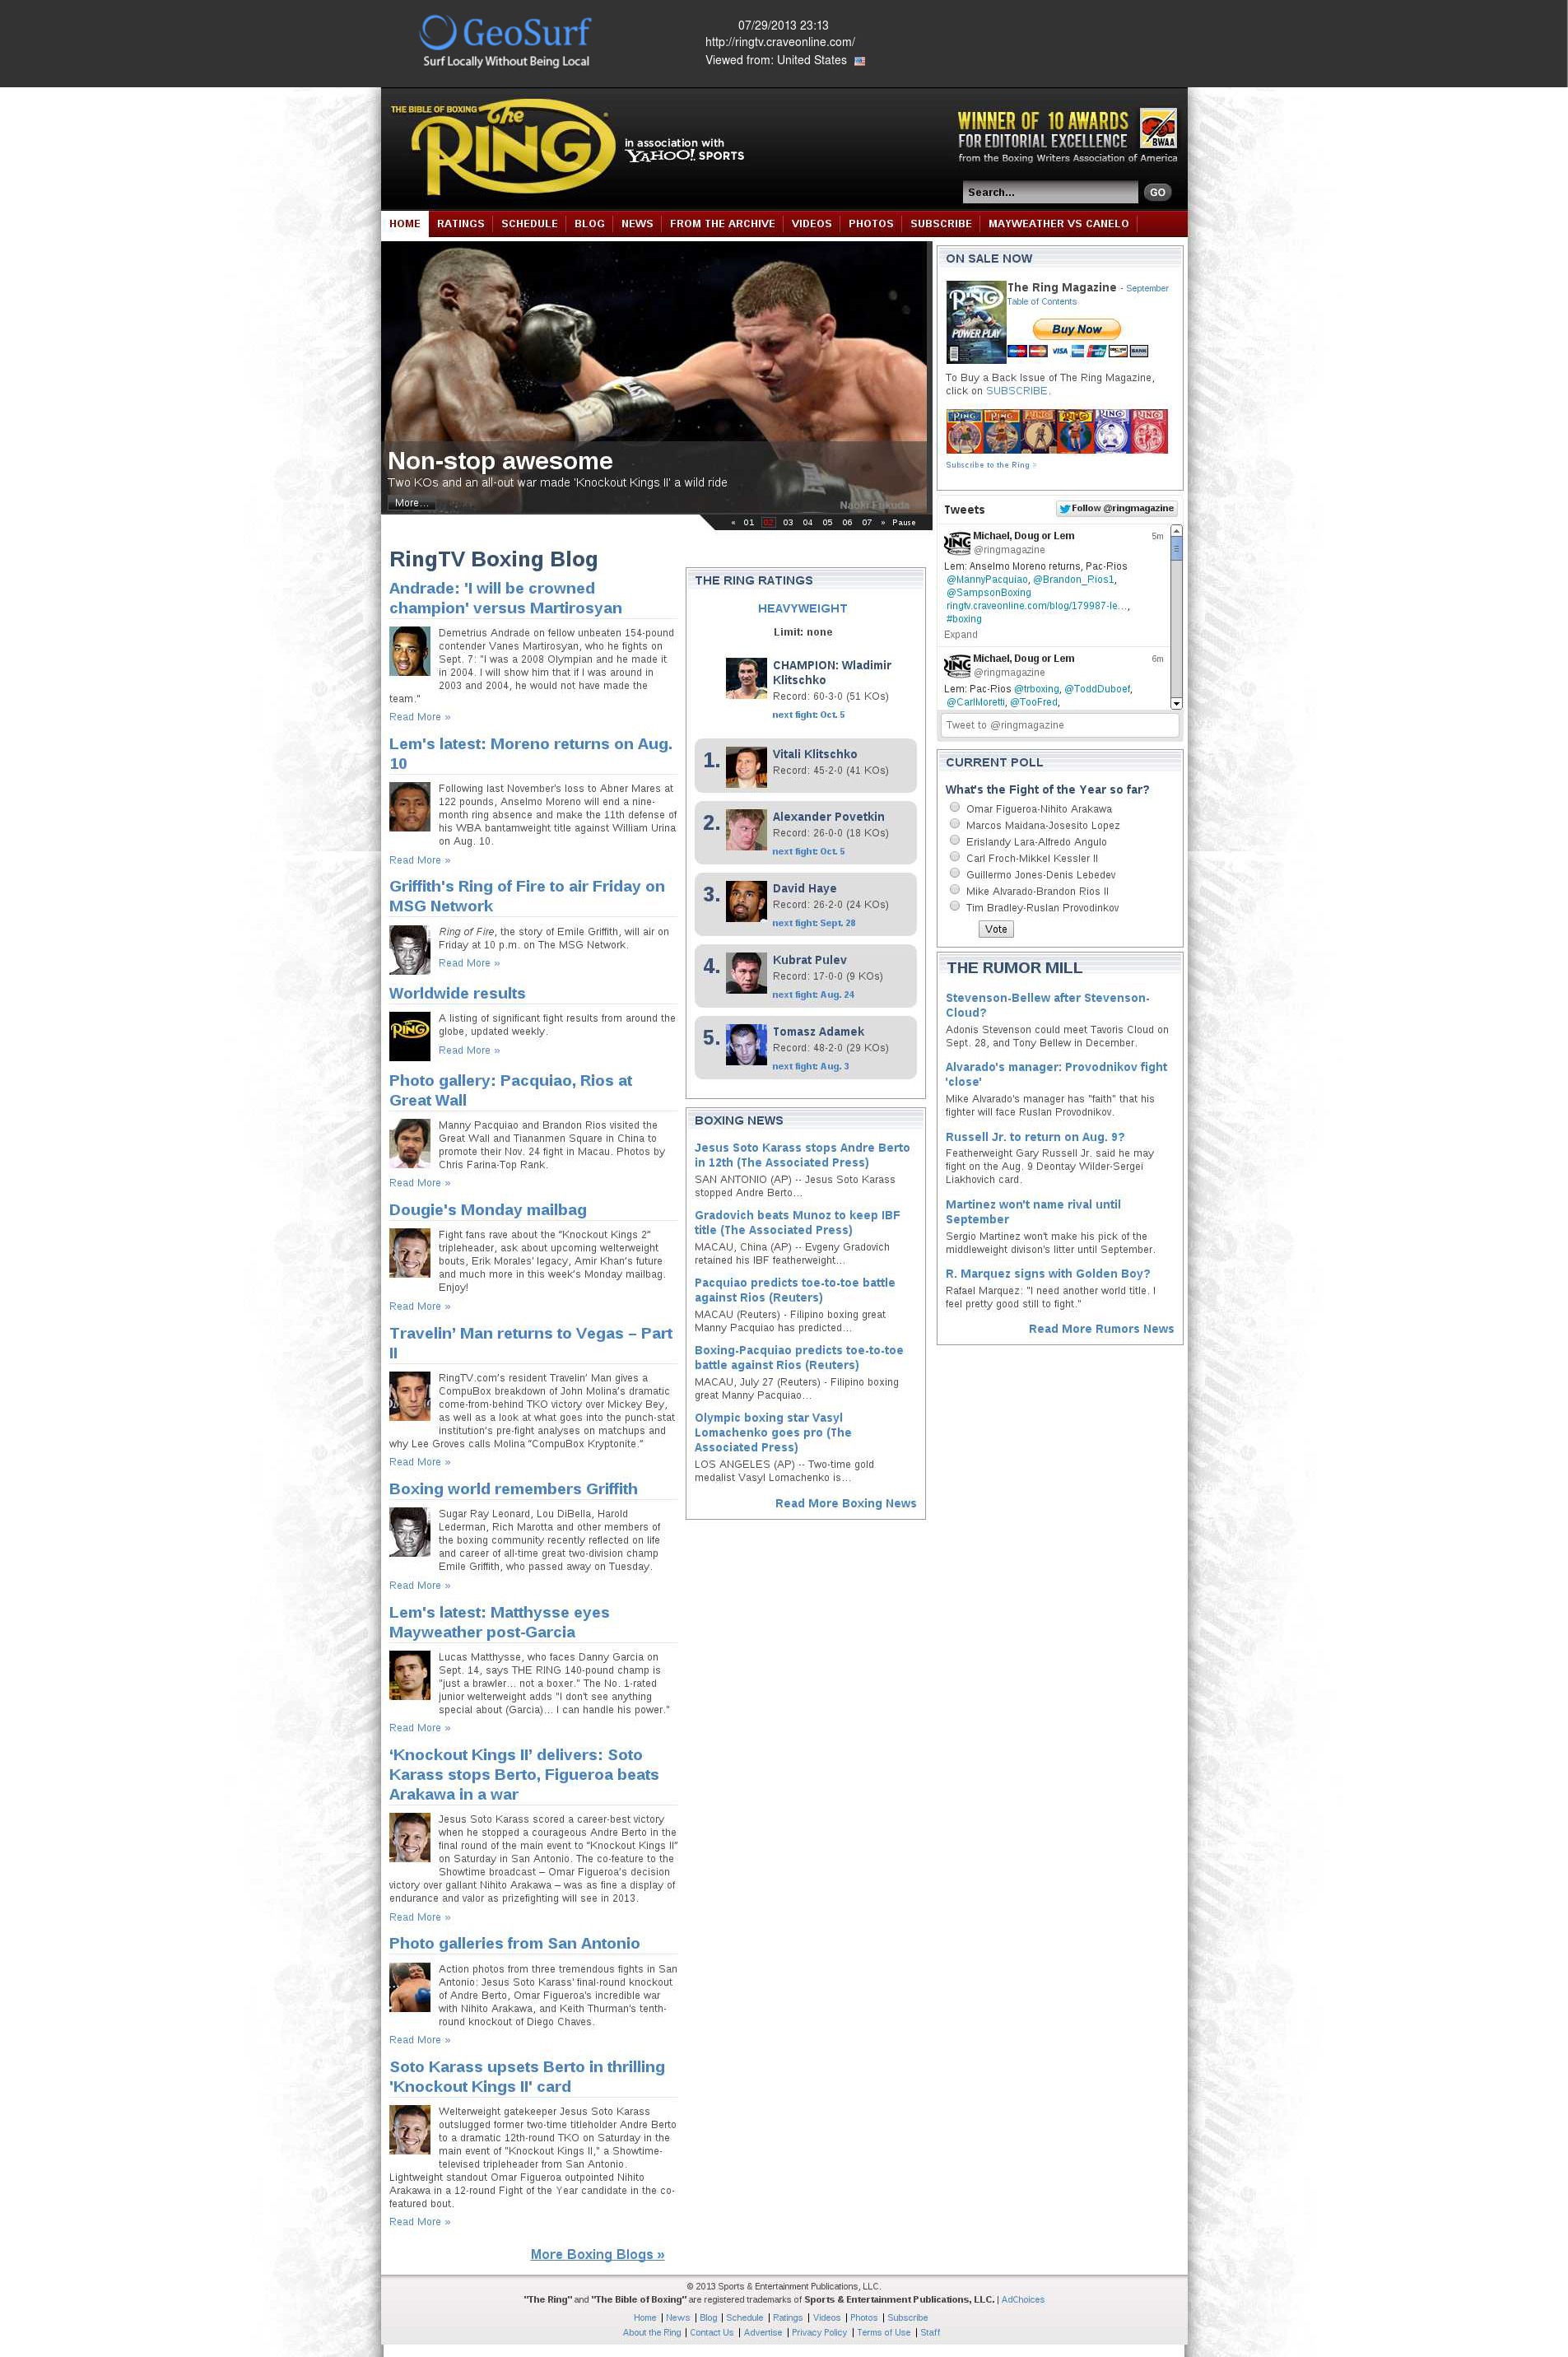 GeoSurf
Surf Locally Without Being Local
07/29/2013 23:13
http://ringtv.craveonline.com/
Viewed from: United States
THE BIBLE OF BOXING
The
RING
in association with
YAHOO! SPORTS
WINNER OF 10 AWARDS
FOR EDITORIAL EXCELLENCE
from the Boxing Writers Association of America
BWAA
Search...
GO
HOME RATINGS SCHEDULE BLOG NEWS FROM THE ARCHIVE VIDEOS PHOTOS SUBSCRIBE MAYWEATHER VS CANELO
Non-stop awesome
Two KOs and an all-out war made 'Knockout Kings II' a wild ride
More...
Naoki Fukuda
« 01 02 03 04 05 06 07 » Pause
RingTV Boxing Blog
Andrade: 'I will be crowned
champion' versus Martirosyan
Demetrius Andrade on fellow unbeaten 154-pound
contender Vanes Martirosyan, who he fights on
Sept. 7: "I was a 2008 Olympian and he made it
in 2004. I will show him that if I was around in
2003 and 2004, he would not have made the
team."
Read More »
Lem's latest: Moreno returns on Aug.
10
Following last November's loss to Abner Mares at
122 pounds, Anselmo Moreno will end a nine-
month ring absence and make the 11th defense of
his WBA bantamweight title against William Urina
on Aug. 10.
Read More »
Griffith's Ring of Fire to air Friday on
MSG Network
Ring of Fire, the story of Emile Griffith, will air on
Friday at 10 p.m. on The MSG Network.
Read More »
Worldwide results
The RING
A listing of significant fight results from around the
globe, updated weekly.
Read More »
Photo gallery: Pacquiao, Rios at
Great Wall
Manny Pacquiao and Brandon Rios visited the
Great Wall and Tiananmen Square in China to
promote their Nov. 24 fight in Macau. Photos by
Chris Farina-Top Rank.
Read More »
Dougie's Monday mailbag
Fight fans rave about the "Knockout Kings 2"
tripleheader, ask about upcoming welterweight
bouts, Erik Morales' legacy, Amir Khan's future
and much more in this week's Monday mailbag.
Enjoy!
Read More »
Travelin’ Man returns to Vegas – Part
II
RingTV.com's resident Travelin' Man gives a
CompuBox breakdown of John Molina's dramatic
come-from-behind TKO victory over Mickey Bey,
as well as a look at what goes into the punch-stat
institution's pre-fight analyses on matchups and
why Lee Groves calls Molina "CompuBox Kryptonite."
Read More »
Boxing world remembers Griffith
Sugar Ray Leonard, Lou DiBella, Harold
Lederman, Rich Marotta and other members of
the boxing community recently reflected on life
and career of all-time great two-division champ
Emile Griffith, who passed away on Tuesday.
Read More »
Lem's latest: Matthysse eyes
Mayweather post-Garcia
Lucas Matthysse, who faces Danny Garcia on
Sept. 14, says THE RING 140-pound champ is
"just a brawler... not a boxer." The No. 1-rated
junior welterweight adds "I don't see anything
special about (Garcia)... I can handle his power."
Read More »
‘Knockout Kings II’ delivers: Soto
Karass stops Berto, Figueroa beats
Arakawa in a war
Jesus Soto Karass scored a career-best victory
when he stopped a courageous Andre Berto in the
final round of the main event to "Knockout Kings II"
on Saturday in San Antonio. The co-feature to the
Showtime broadcast – Omar Figueroa's decision
victory over gallant Nihito Arakawa – was as fine a display of
endurance and valor as prizefighting will see in 2013.
Read More »
Photo galleries from San Antonio
Action photos from three tremendous fights in San
Antonio: Jesus Soto Karass' final-round knockout
of Andre Berto, Omar Figueroa's incredible war
with Nihito Arakawa, and Keith Thurman's tenth-
round knockout of Diego Chaves.
Read More »
Soto Karass upsets Berto in thrilling
'Knockout Kings II' card
Welterweight gatekeeper Jesus Soto Karass
outslugged former two-time titleholder Andre Berto
to a dramatic 12th-round TKO on Saturday in the
main event of "Knockout Kings II," a Showtime-
televised tripleheader from San Antonio.
Lightweight standout Omar Figueroa outpointed Nihito
Arakawa in a 12-round Fight of the Year candidate in the co-
featured bout.
Read More »
More Boxing Blogs »
THE RING RATINGS
HEAVYWEIGHT
Limit: none
CHAMPION: Wladimir
Klitschko
Record: 60-3-0 (51 KOs)
next fight: Oct. 5
1. Vitali Klitschko
Record: 45-2-0 (41 KOs)
2. Alexander Povetkin
Record: 26-0-0 (18 KOs)
next fight: Oct. 5
3. David Haye
Record: 26-2-0 (24 KOs)
next fight: Sept. 28
4. Kubrat Pulev
Record: 17-0-0 (9 KOs)
next fight: Aug. 24
5. Tomasz Adamek
Record: 48-2-0 (29 KOs)
next fight: Aug. 3
BOXING NEWS
Jesus Soto Karass stops Andre Berto
in 12th (The Associated Press)
SAN ANTONIO (AP) -- Jesus Soto Karass
stopped Andre Berto...
Gradovich beats Munoz to keep IBF
title (The Associated Press)
MACAU, China (AP) -- Evgeny Gradovich
retained his IBF featherweight...
Pacquiao predicts toe-to-toe battle
against Rios (Reuters)
MACAU (Reuters) - Filipino boxing great
Manny Pacquiao has predicted...
Boxing-Pacquiao predicts toe-to-toe
battle against Rios (Reuters)
MACAU, July 27 (Reuters) - Filipino boxing
great Manny Pacquiao...
Olympic boxing star Vasyl
Lomachenko goes pro (The
Associated Press)
LOS ANGELES (AP) -- Two-time gold
medalist Vasyl Lomachenko is...
Read More Boxing News
ON SALE NOW
RING
POWER PLAY
The Ring Magazine - September
Table of Contents
Buy Now
VISA
BANK
To Buy a Back Issue of The Ring Magazine,
click on SUBSCRIBE.
RING RING RING RING RING RING
Subscribe to the Ring »
Tweets
Follow @ringmagazine
Michael, Doug or Lem 5m
@ringmagazine
Lem: Anselmo Moreno returns, Pac-Rios
@MannyPacquiao, @Brandon_Rios1,
@SampsonBoxing
ringtv.craveonline.com/blog/179987-le...,
#boxing
Expand
Michael, Doug or Lem 6m
@ringmagazine
Lem: Pac-Rios @trboxing, @ToddDuboef,
@CarlMoretti, @TooFred,
Tweet to @ringmagazine
CURRENT POLL
What's the Fight of the Year so far?
Omar Figueroa-Nihito Arakawa
Marcos Maidana-Josesito Lopez
Erislandy Lara-Alfredo Angulo
Carl Froch-Mikkel Kessler II
Guillermo Jones-Denis Lebedev
Mike Alvarado-Brandon Rios II
Tim Bradley-Ruslan Provodinkov
Vote
THE RUMOR MILL
Stevenson-Bellew after Stevenson-
Cloud?
Adonis Stevenson could meet Tavoris Cloud on
Sept. 28, and Tony Bellew in December.
Alvarado's manager: Provodnikov fight
'close'
Mike Alvarado's manager has "faith" that his
fighter will face Ruslan Provodnikov.
Russell Jr. to return on Aug. 9?
Featherweight Gary Russell Jr. said he may
fight on the Aug. 9 Deontay Wilder-Sergei
Liakhovich card.
Martinez won't name rival until
September
Sergio Martinez won't make his pick of the
middleweight divison's litter until September.
R. Marquez signs with Golden Boy?
Rafael Marquez: "I need another world title. I
feel pretty good still to fight."
Read More Rumors News
© 2013 Sports & Entertainment Publications, LLC.
"The Ring" and "The Bible of Boxing" are registered trademarks of Sports & Entertainment Publications, LLC. | AdChoices
Home | News | Blog | Schedule | Ratings | Videos | Photos | Subscribe
About the Ring | Contact Us | Advertise | Privacy Policy | Terms of Use | Staff